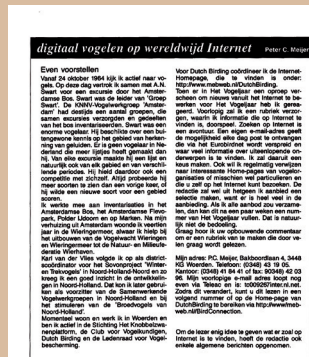 digitaal vogelen op wereldwijd Internet Peter C. Meijer
Even voorstellen
Vanaf 24 oktober 1984 kijk ik actief naar vo-
gels. Op deze dag vertrok ik samen met A.N.
Swart voor een excursie door het Amster-
damse Bos. Swart was de leider van 'Groep
Swart'. De KNNV-Vogelwerkgroep 'Amster-
dam' had destijds een aantal groepen, die
samen excursies verzorgden en gedeelten
van het bos inventariseerden. Swart was een
enorme vogelaar. Hij beschikte over een bui-
tengewone kennis op het gebied van herken-
ning van geluiden. Er is geen vogelaar in Ne-
derland die meer lijstjes heeft gemaakt dan
hij. Van elke excursie maakte hij een lijst en
natuurlijk ook van elk gebied en van verschil-
lende periodes. Hij hield daardoor ook een
competitie met zichzelf. Altijd probeerde hij
meer soorten te zien dan een vorige keer, of
hij wilde een nieuwe soort voor een gebied
scoren.
Ik werkte mee aan inventarisaties in het
Amsterdamse Bos, het Amsterdamse Flevo-
park, Polder IJdoorn en op Marken. Na mijn
verhuizing uit Amsterdam woonde ik veertien
jaar in de Wieringermeer, alwaar ik hielp bij
het uitbouwen van de Vogelwacht Wieringen
en Wieringermeer tot de Natuur- en Milieufe-
deratie Wierhaven.
Karl van der Vlies volgde ik op als district-
scoördinator voor het Sovonproject 'Winter-
en Trekvogels' in Noord-Holland-Noord en zo
kreeg ik een goed inzicht in de ontwikkelin-
gen in Noord-Holland. Dat kon ik later gebrui-
ken als voorzitter van de Samenwerkende
Vogelwerkgroepen in Noord-Holland en bij
het stimuleren van de 'Broedvogels van
Noord-Holland'.
Momenteel woon en werk ik in Woerden en
ben ik actief in de Stichting Het Knobbelzwa-
nenplatform, de Club voor Vogelkundigen,
Dutch Birding en de Ledenraad voor Vogel-
bescherming.
Voor Dutch Birding coördineer ik de Internet-
Homepage, die te vinden is onder:
http://www.mebweb.nl/DutchBirding.
Toen er in Het Vogeljaar een oproep ver-
scheen om nieuws vanuit het Internet te be-
werken voor Het Vogeljaar heb ik gerea-
geerd. Voorlopig zal ik een rubriek verzor-
gen, waarin ik informatie die op Internet te
vinden is, doorspeel. Zoeken op Internet is
een avontuur. Een eigen e-mail-adres geeft
de mogelijkheid elke dag post te ontvangen
die via het Eurobirdnet wordt verspreid en
waar veel informatie over uiteenlopende on-
derwerpen is te vinden. Ik zal daaruit een
keus maken. Ook wil ik regelmatig verwijzen
naar interessante Home-pages van vogelor-
ganisaties of misschien wel particulieren en
die u zelf op het Internet kunt bezoeken. De
redactie zal wel uit hetgeen ik aanbied een
selectie maken, want er is heel veel in de
aanbieding. Als ik alle aanbod zou verzame-
len, dan kan dit na een paar weken een num-
mer van Het Vogeljaar vullen. Dat is natuur-
lijk niet de bedoeling.
Graag hoor ik uw opbouwende commentaar
om er een rubriek van te maken die door ve-
len graag wordt gelezen.
Mijn adres: P.C. Meijer, Bakboordlaan 4, 3448
KG Woerden. Telefoon: (0348) 43 19 05.
Kantoor: (0348) 41 84 41 of fax: (0348) 42 03
96. Mijn voorlopige e-mail adres loopt nog
even via Teleac en is: tc00926?inter.nl.net.
Zodra dit verandert, kunt u dit lezen in een
volgend nummer of op de Home-page van
DutchBirding te bereiken via http://www/meb-
web.nl//BirdConnection.
Om de lezer enig idee te geven wat er zoal op
Internet is te vinden, heeft de redactie ook
enkele algemene berichten opgenomen.